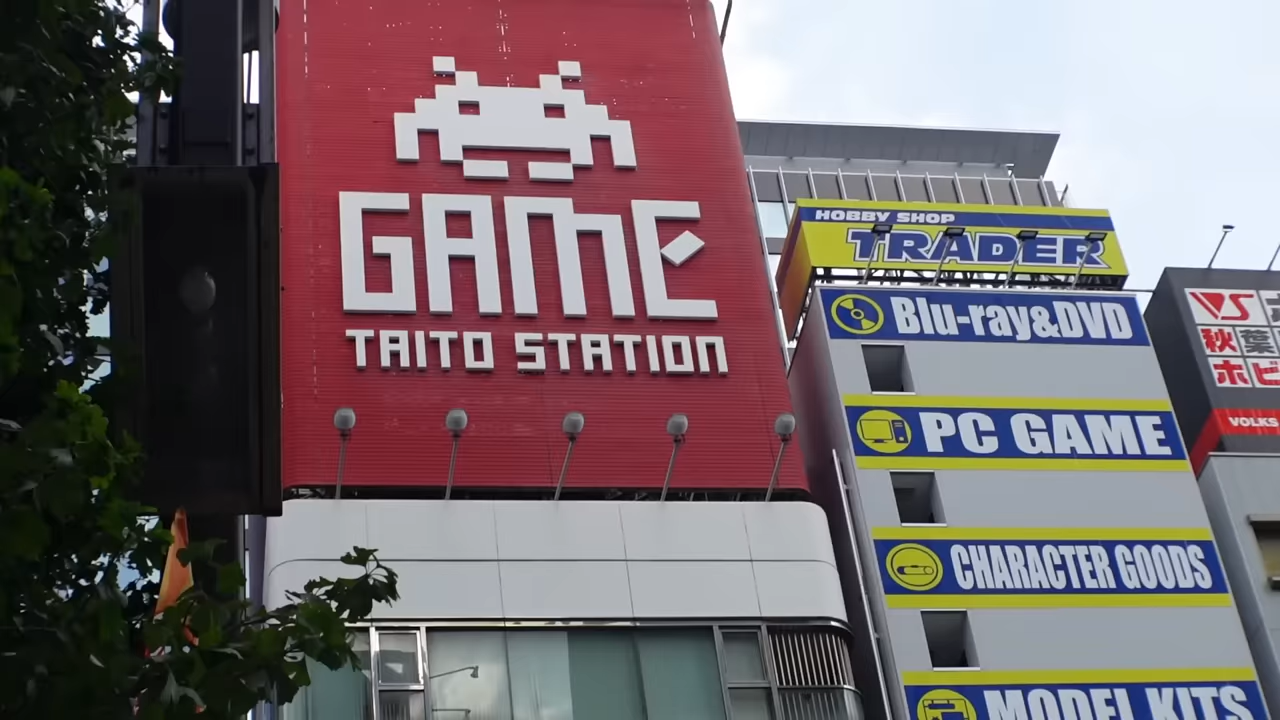 GAME
TAITO STATION
HOBBY SHOP
TRADER
Blu-ray&DVD
PC GAME
CHARACTER GOODS
MODEL KITS
VS
秋葉
ホビ
VOLKS